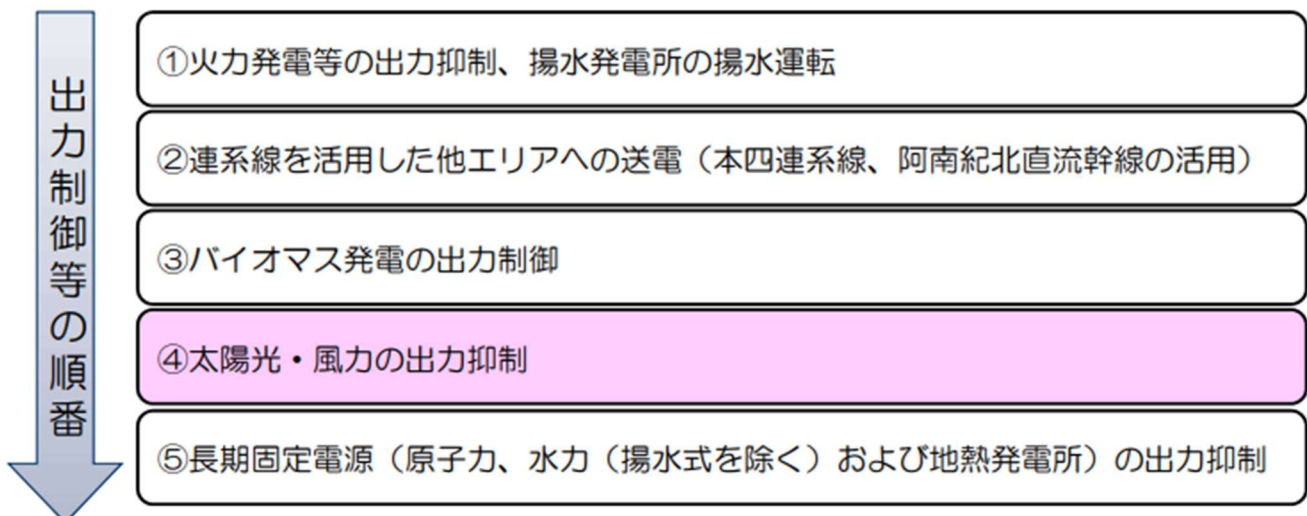 出力制御等の順番
①火力発電等の出力抑制、揚水発電所の揚水運転
②連系線を活用した他エリアへの送電（本四連系線、阿南紀北直流幹線の活用）
③バイオマス発電の出力制御
④太陽光・風力の出力抑制
⑤長期固定電源（原子力、水力（揚水式を除く）および地熱発電所）の出力抑制